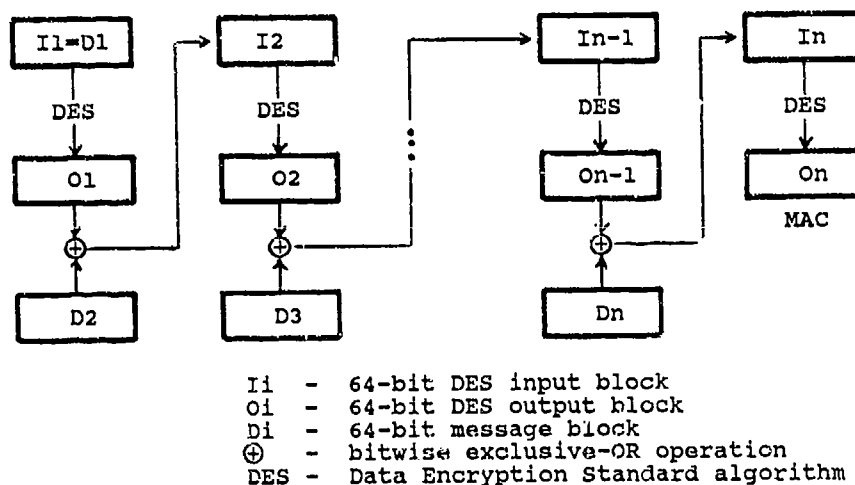 I1=D1 I2 In-1 In
DES DES DES DES
O1 O2 On-1 On
MAC
⊕ ⊕ ⊕
D2 D3 Dn
Ii - 64-bit DES input block
Oi - 64-bit DES output block
Di - 64-bit message block
⊕ - bitwise exclusive-OR operation
DES - Data Encryption Standard algorithm